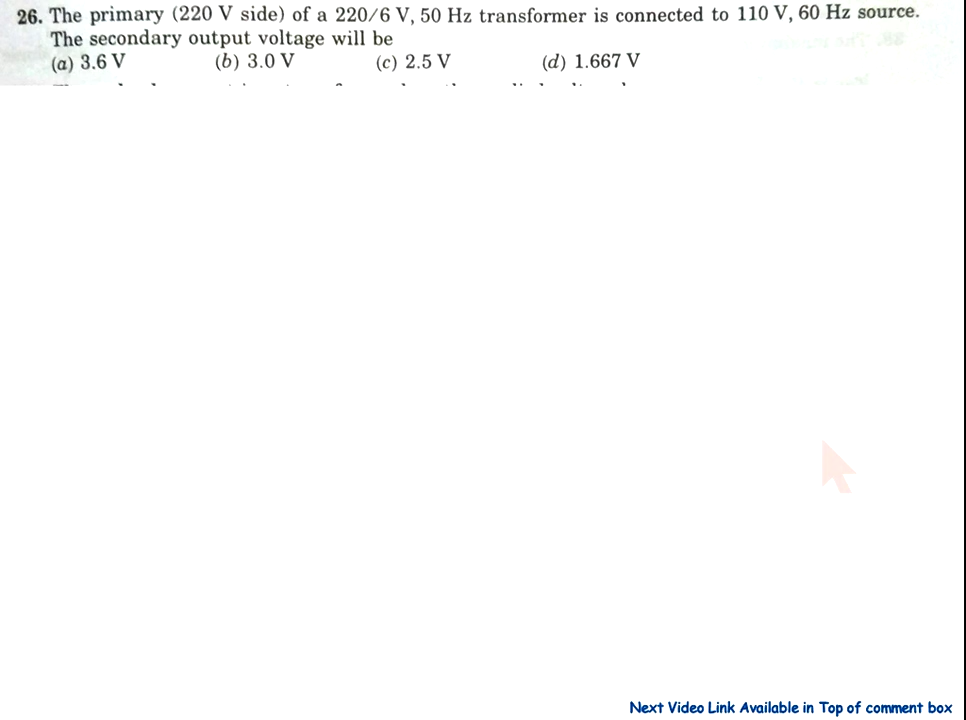 26. The primary (220 V side) of a 220/6 V, 50 Hz transformer is connected to 110 V, 60 Hz source.
The secondary output voltage will be
(a) 3.6 V (b) 3.0 V (c) 2.5 V (d) 1.667 V
Next Video Link Available in Top of comment box